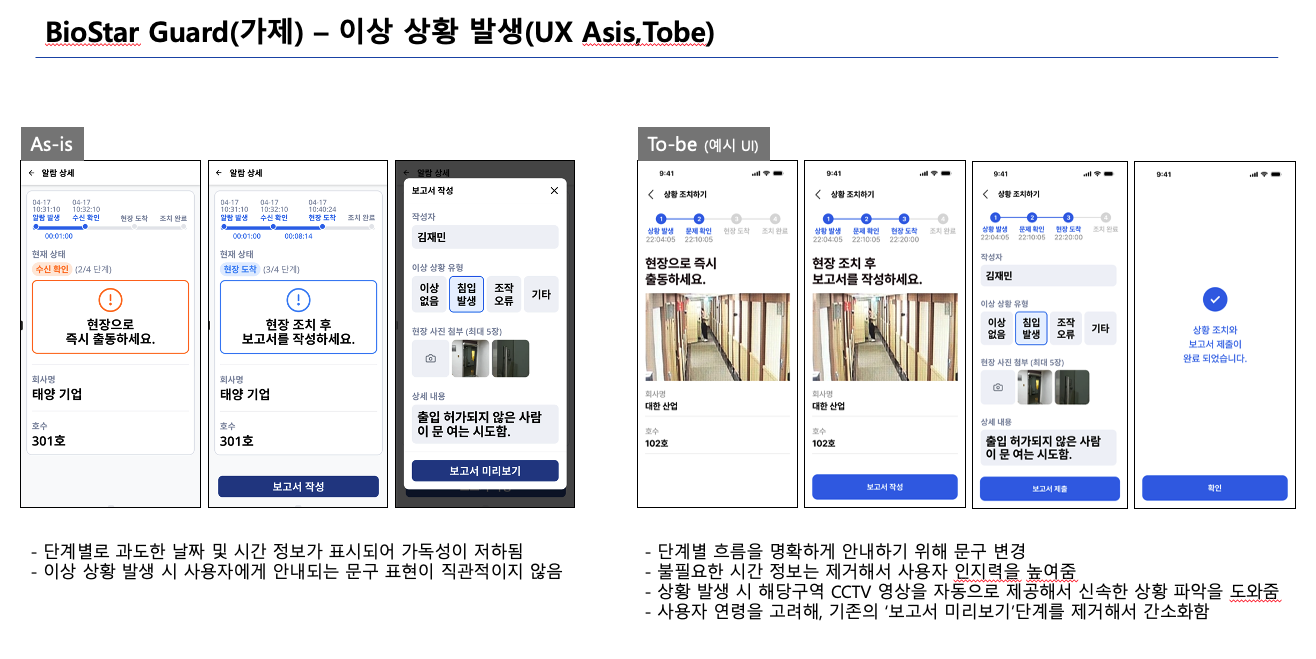 BioStar Guard(가제) – 이상 상황 발생(UX Asis,Tobe)
As-is
← 알람 상세
04-17 04-17
10:31:10 10:32:10
알람 발생 수신 확인 현장 도착 조치 완료
00:01:00
현재 상태
수신 확인 (2/4 단계)
현장으로
즉시 출동하세요.
회사명
태양 기업
호수
301호
← 알람 상세
04-17 04-17 04-17
10:31:10 10:32:10 10:40:24
알람 발생 수신 확인 현장 도착 조치 완료
00:01:00 00:08:14
현재 상태
현장 도착 (3/4 단계)
현장 조치 후
보고서를 작성하세요.
회사명
태양 기업
호수
301호
보고서 작성
← 알람 상세
보고서 작성
작성자
김재민
이상 상황 유형
이상 없음
침입 발생
조작 오류
기타
현장 사진 첨부 (최대 5장)
상세 내용
출입 허가되지 않은 사람
이 문 여는 시도함.
보고서 미리보기
- 단계별로 과도한 날짜 및 시간 정보가 표시되어 가독성이 저하됨
- 이상 상황 발생 시 사용자에게 안내되는 문구 표현이 직관적이지 않음
To-be (예시 UI)
9:41
상황 조치하기
1 2 3 4
상황 발생 문제 확인 현장 도착 조치 완료
22:04:05 22:10:05
현장으로 즉시
출동하세요.
회사명
대한 산업
호수
102호
9:41
상황 조치하기
1 2 3 4
상황 발생 문제 확인 현장 도착 조치 완료
22:04:05 22:10:05 22:20:00
현장 조치 후
보고서를 작성하세요.
회사명
대한 산업
호수
102호
보고서 작성
9:41
상황 조치하기
1 2 3 4
상황 발생 문제 확인 현장 도착 조치 완료
22:04:05 22:10:05 22:20:00
작성자
김재민
이상 상황 유형
이상 없음
침입 발생
조작 오류
기타
현장 사진 첨부 (최대 5장)
상세 내용
출입 허가되지 않은 사람
이 문 여는 시도함.
보고서 제출
9:41
상황 조치와
보고서 제출이
완료 되었습니다.
확인
- 단계별 흐름을 명확하게 안내하기 위해 문구 변경
- 불필요한 시간 정보는 제거해서 사용자 인지력을 높여줌
- 상황 발생 시 해당구역 CCTV 영상을 자동으로 제공해서 신속한 상황 파악을 도와줌
- 사용자 연령을 고려해, 기존의 ‘보고서 미리보기’단계를 제거해서 간소화함